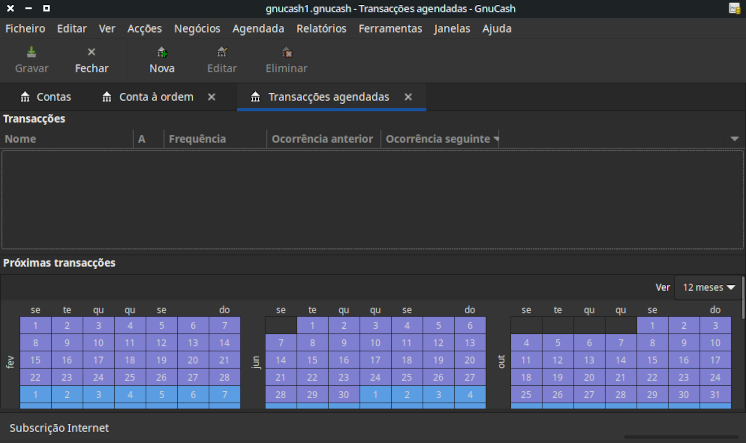 gnucash1.gnucash - Transacções agendadas - GnuCash
Ficheiro Editar Ver Acções Negócios Agendada Relatórios Ferramentas Janelas Ajuda
Gravar Fechar Nova Editar Eliminar
Contas Conta à ordem Transacções agendadas
Transacções
Nome A Frequência Ocorrência anterior Ocorrência seguinte
Próximas transacções
Ver 12 meses
se te qu qu se do se te qu qu se do se te qu qu se do
1 2 3 4 5 6 7 1 2 3 4 5 6 1 2 3
8 9 10 11 12 13 14 7 8 9 10 11 12 13 4 5 6 7 8 9 10
fev 15 16 17 18 19 20 21 jun 14 15 16 17 18 19 20 out 11 12 13 14 15 16 17
22 23 24 25 26 27 28 21 22 23 24 25 26 27 18 19 20 21 22 23 24
1 2 3 4 5 6 7 28 29 30 1 2 3 4 25 26 27 28 29 30 31
Subscrição Internet